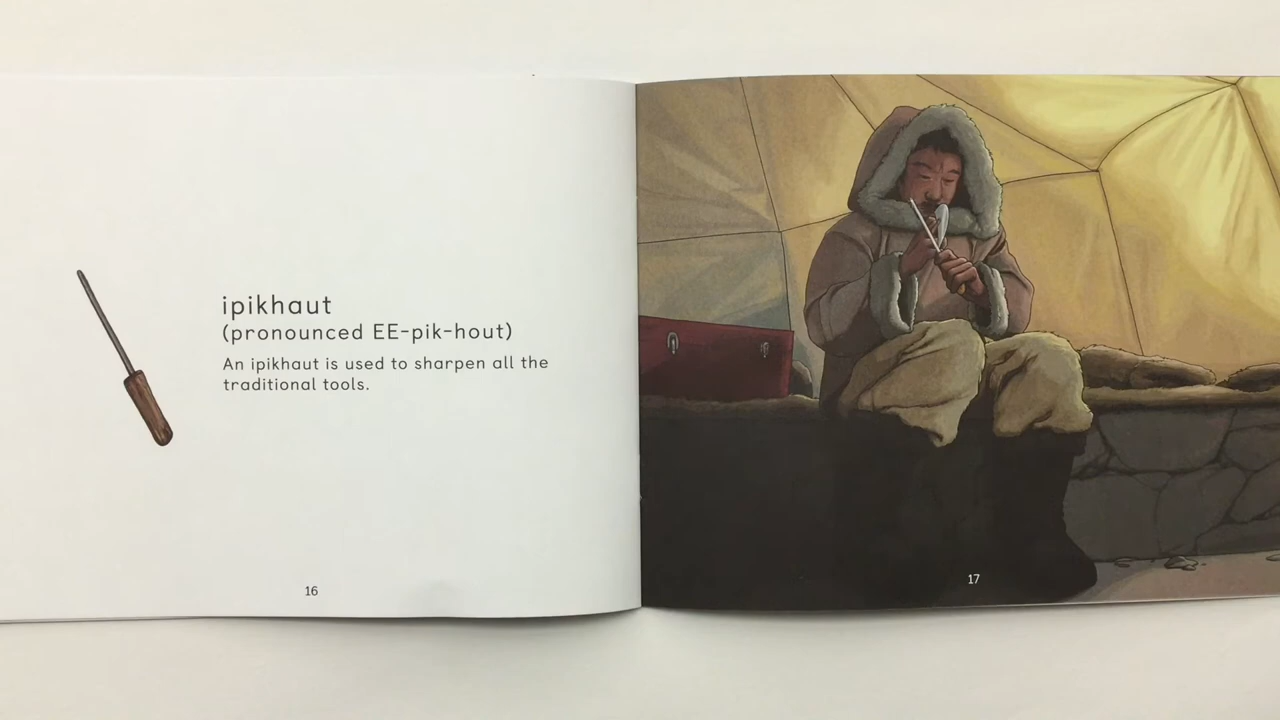 ipikhaut
(pronounced EE-pik-hout)
An ipikhaut is used to sharpen all the
traditional tools.
16
17